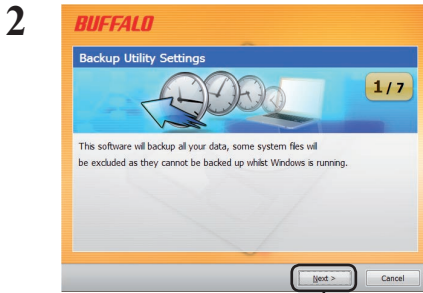 2
BUFFALO
Backup Utility Settings
1/7
This software will backup all your data, some system files will
be excluded as they cannot be backed up whilst Windows is running.
Next >
Cancel